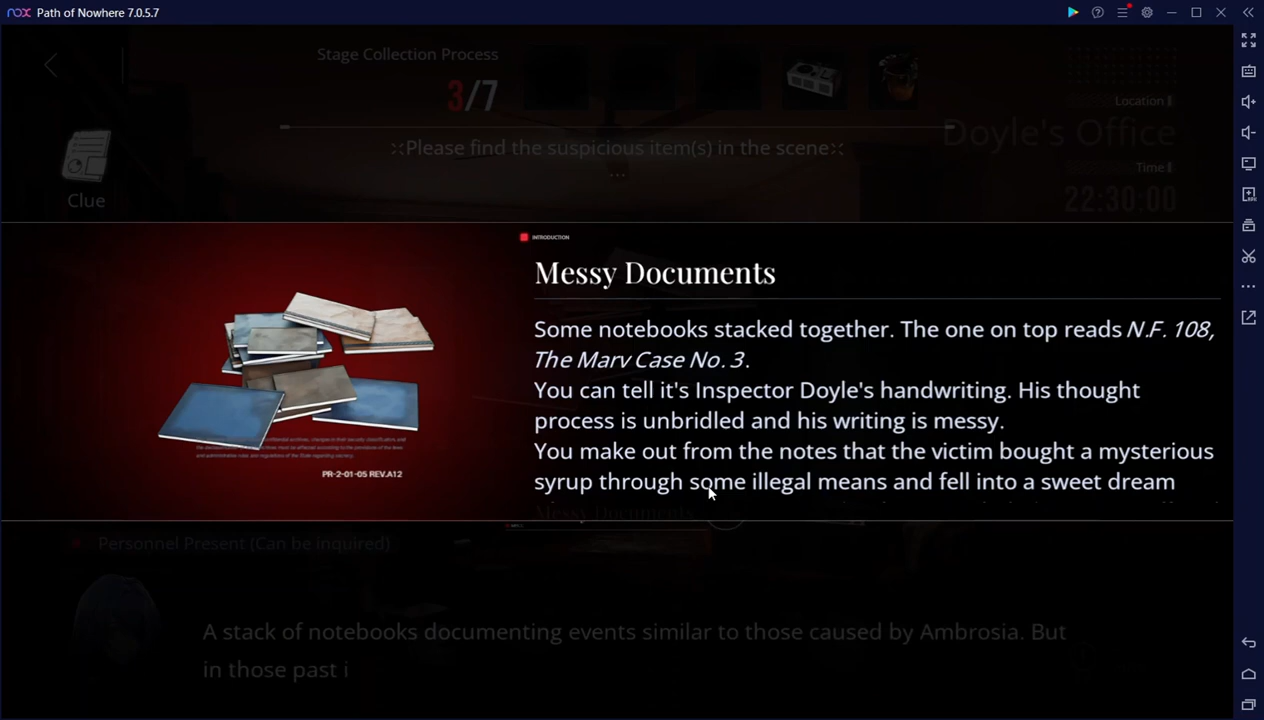 nox Path of Nowhere 7.0.5.7
Stage Collection Process
3/7
Location
Doyle's Office
Please find the suspicious item(s) in the scene
Time
22:30:00
Clue
INTRODUCTION
Messy Documents
Some notebooks stacked together. The one on top reads N.F. 108,
The Marv Case No. 3.
You can tell it's Inspector Doyle's handwriting. His thought
process is unbridled and his writing is messy.
You make out from the notes that the victim bought a mysterious
syrup through some illegal means and fell into a sweet dream
PR-2-01-05 REV.A12
Messy Documents
Personnel Present (Can be inquired)
A stack of notebooks documenting events similar to those caused by Ambrosia. But
in those past i